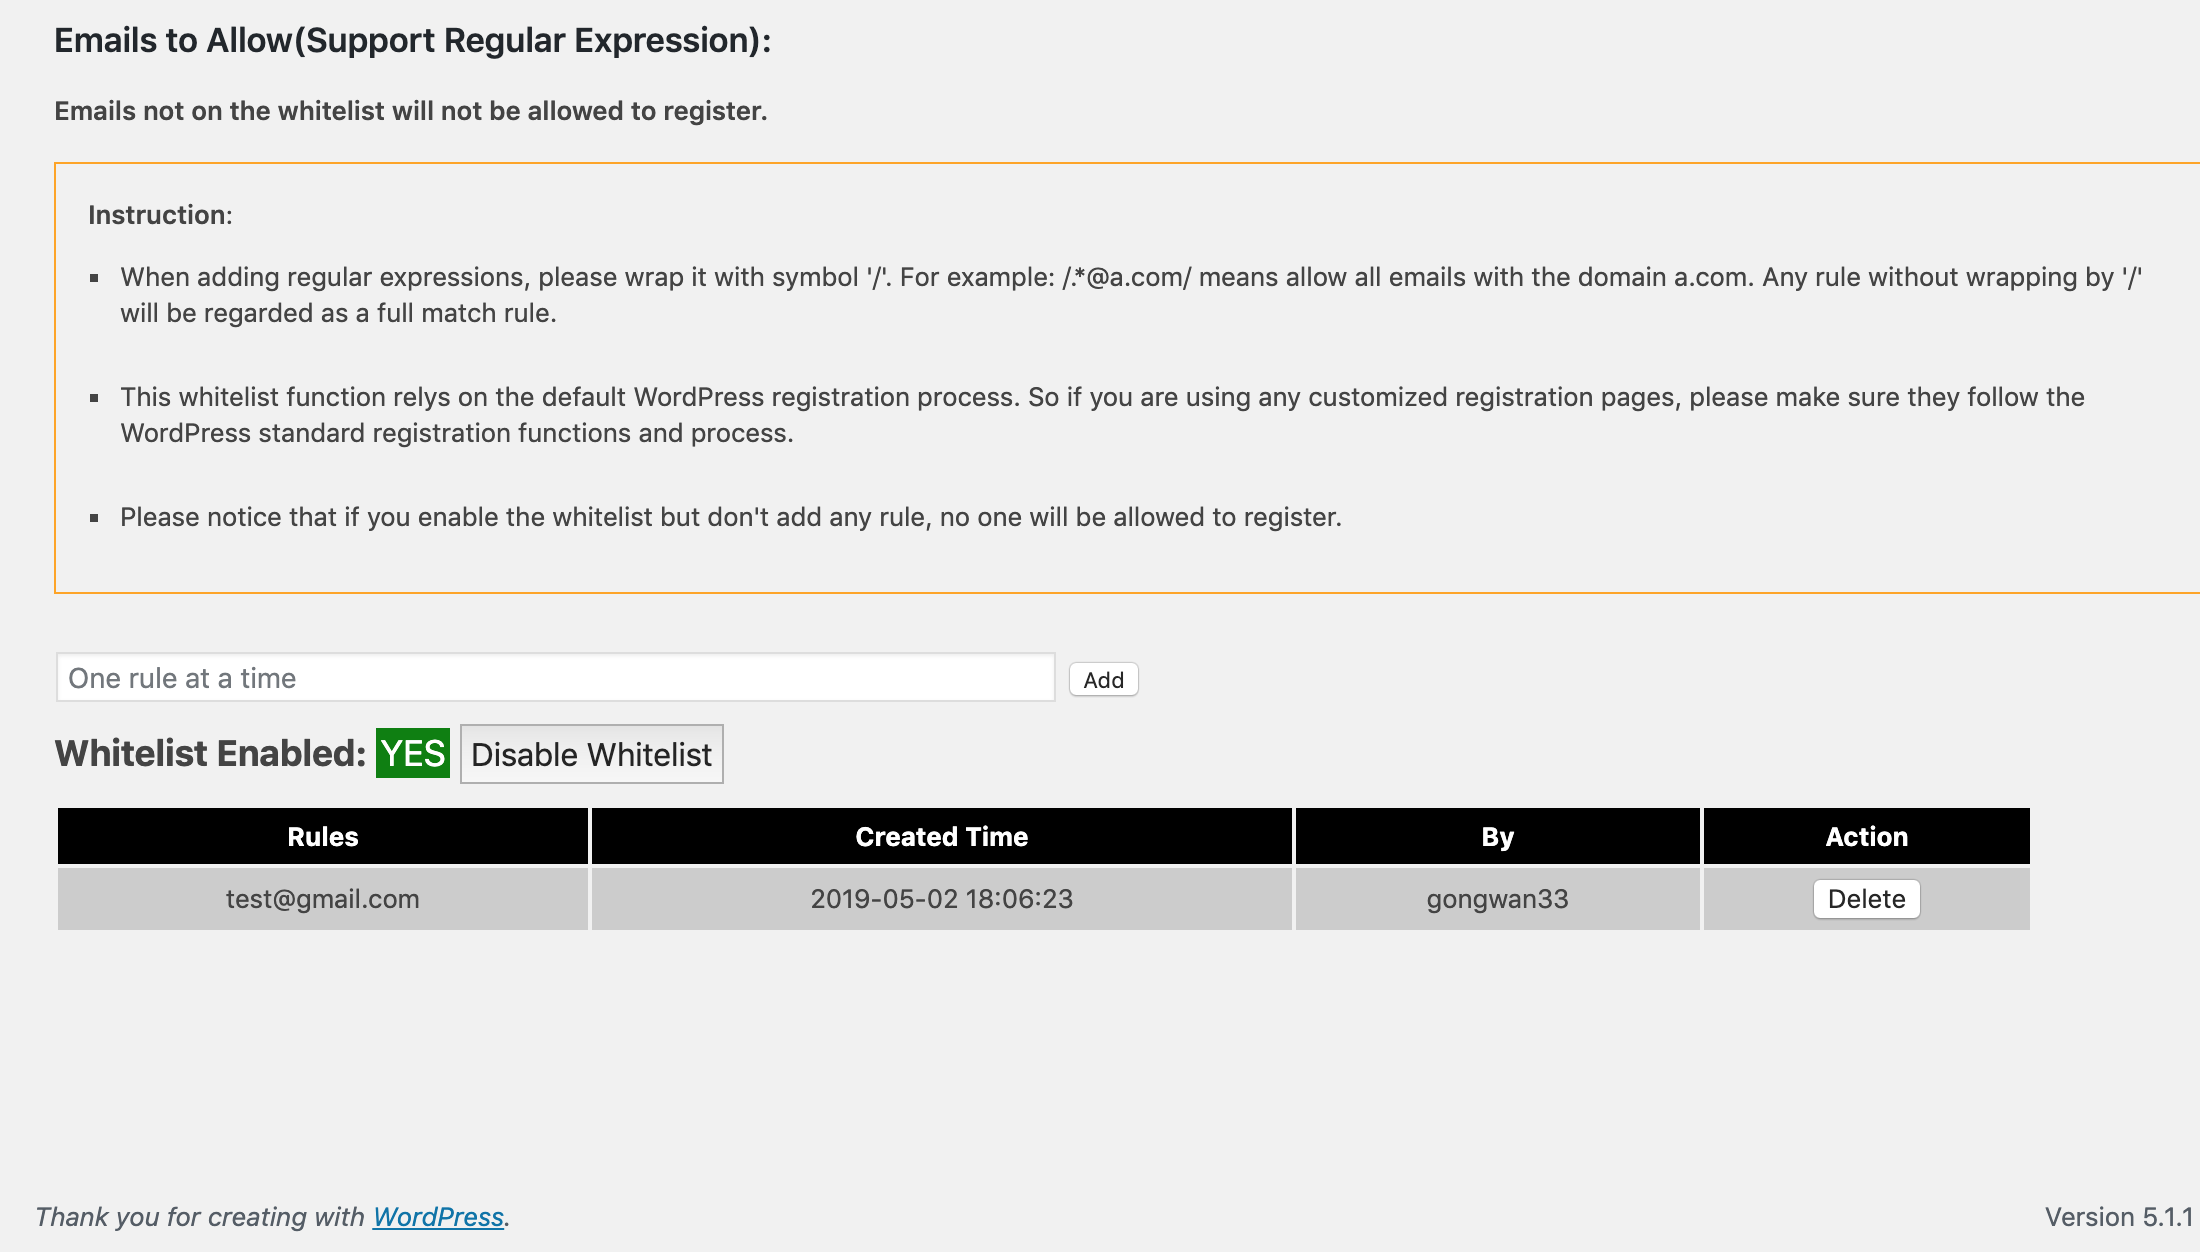 Emails to Allow(Support Regular Expression):
Emails not on the whitelist will not be allowed to register.
Instruction:
▪ When adding regular expressions, please wrap it with symbol '/'. For example: /.*@a.com/ means allow all emails with the domain a.com. Any rule without wrapping by '/'
will be regarded as a full match rule.
▪ This whitelist function relys on the default WordPress registration process. So if you are using any customized registration pages, please make sure they follow the
WordPress standard registration functions and process.
▪ Please notice that if you enable the whitelist but don't add any rule, no one will be allowed to register.
One rule at a time Add
Whitelist Enabled: YES Disable Whitelist
Rules Created Time By Action
test@gmail.com 2019-05-02 18:06:23 gongwan33 Delete
Thank you for creating with WordPress. Version 5.1.1